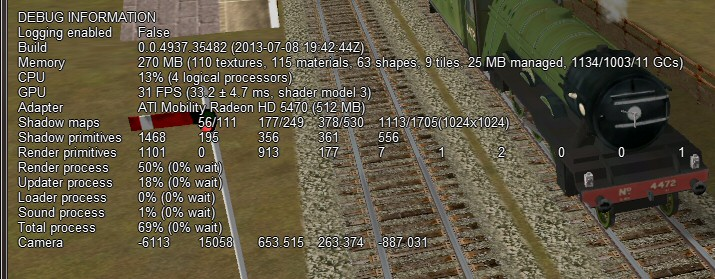 DEBUG INFORMATION
Logging enabled False
Build 0.0.4937.35482 (2013-07-08 19:42:44Z)
Memory 270 MB (110 textures, 115 materials, 63 shapes, 9 tiles, 25 MB managed, 1134/1003/11 GCs)
CPU 13% (4 logical processors)
GPU 31 FPS (33.2 ± 4.7 ms, shader model 3)
Adapter ATI Mobility Radeon HD 5470 (512 MB)
Shadow maps 56/111 177/249 378/530 1113/1705(1024x1024)
Shadow primitives 1468 195 356 361 556
Render primitives 1101 0 913 177 7 1 2 0 0 1
Render process 50% (0% wait)
Updater process 18% (0% wait)
Loader process 0% (0% wait)
Sound process 1% (0% wait)
Total process 69% (0% wait)
Camera -6113 15058 653.515 263.374 -887.031
No 4472